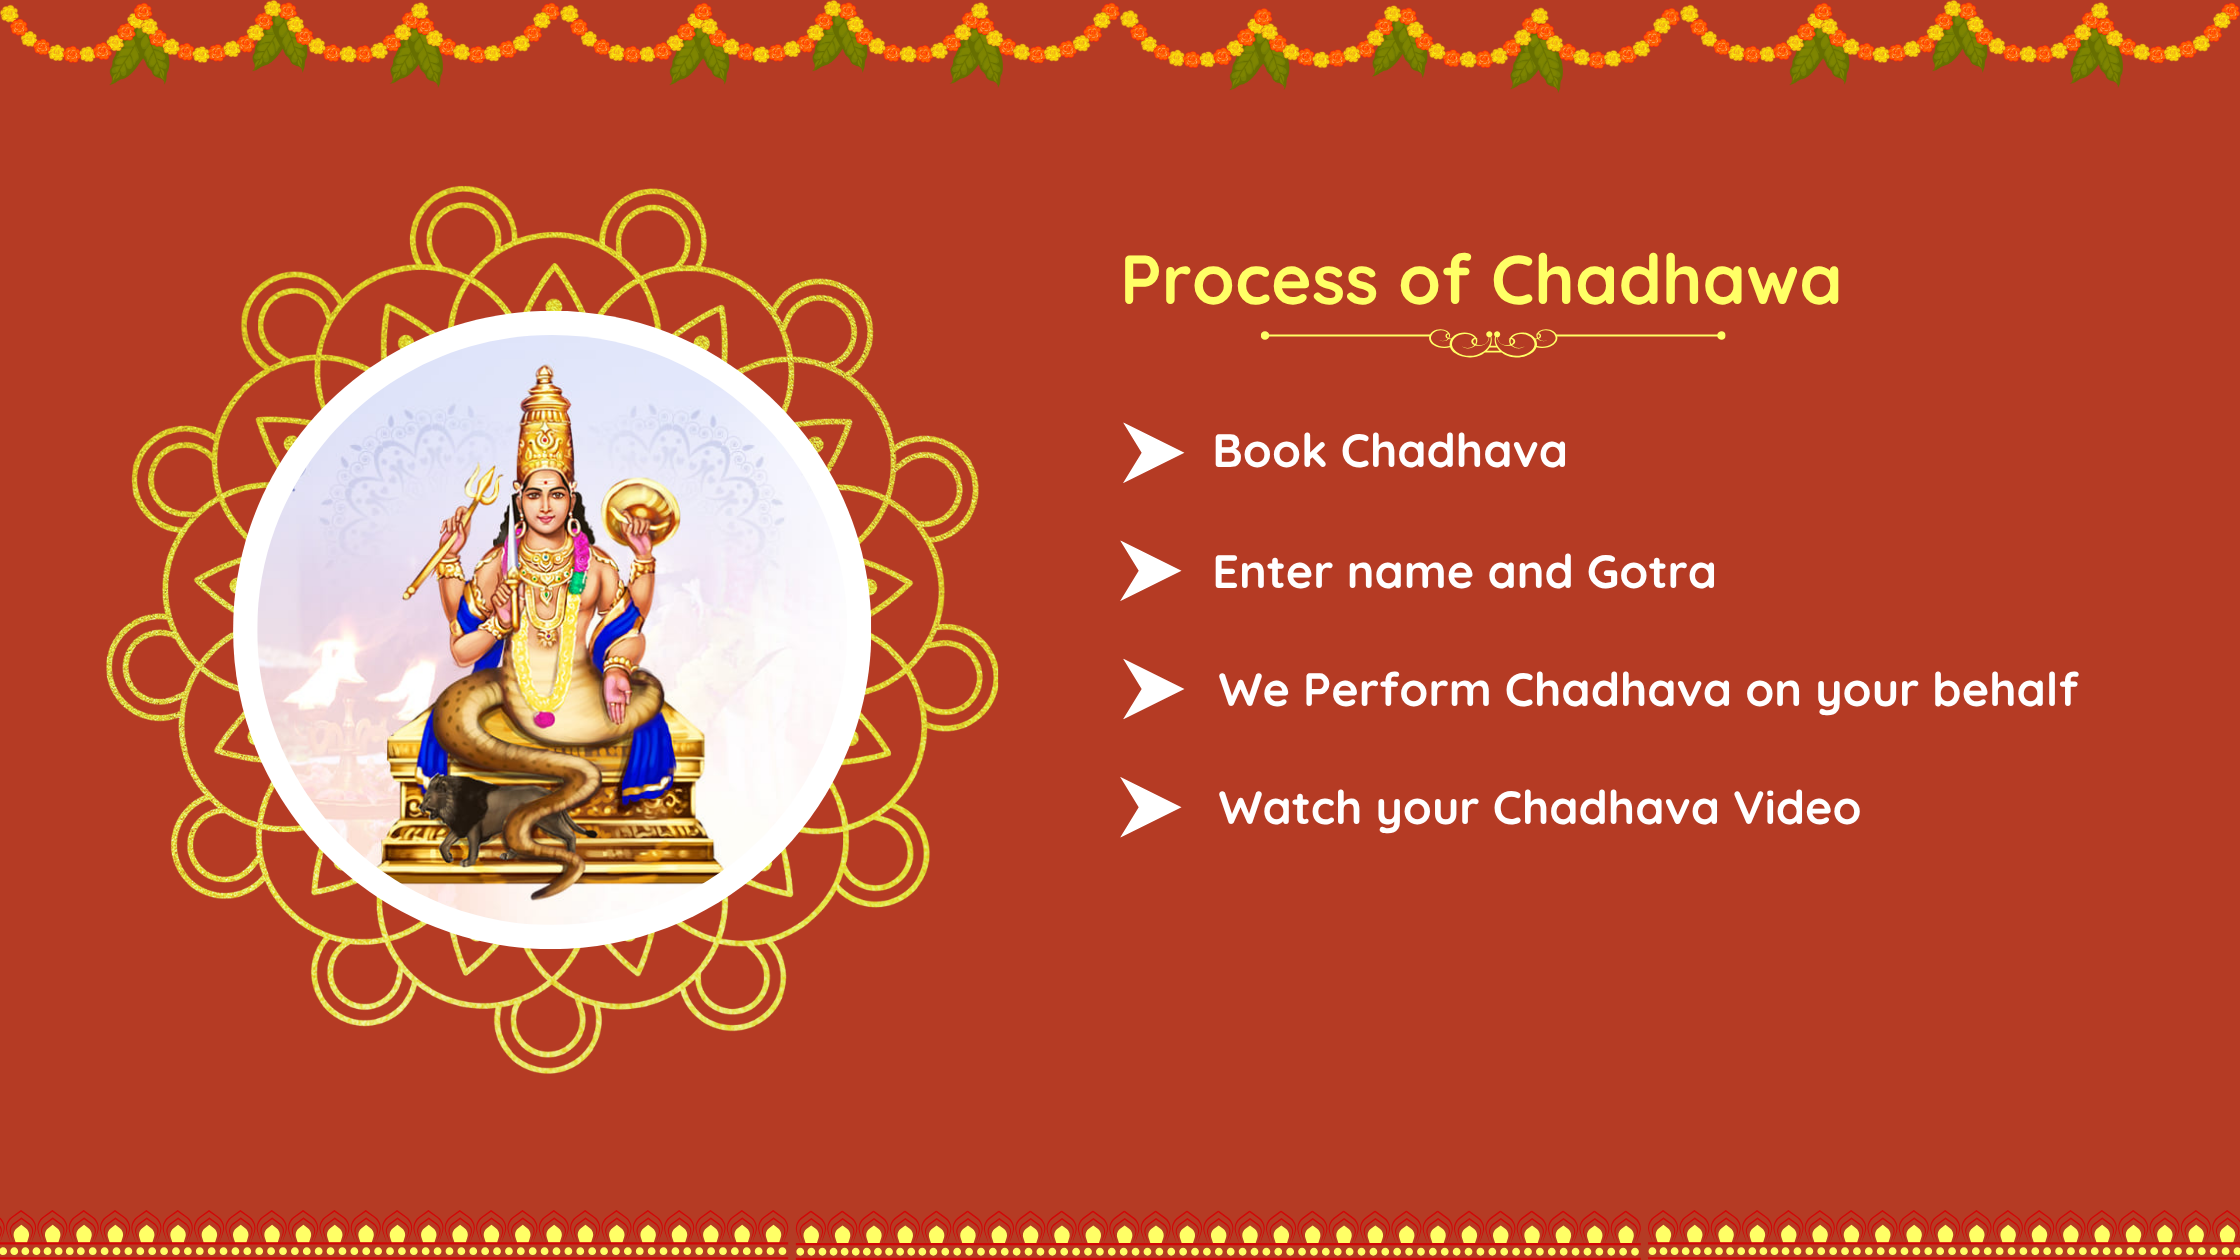 Process of Chadhawa
Book Chadhava
Enter name and Gotra
We Perform Chadhava on your behalf
Watch your Chadhava Video